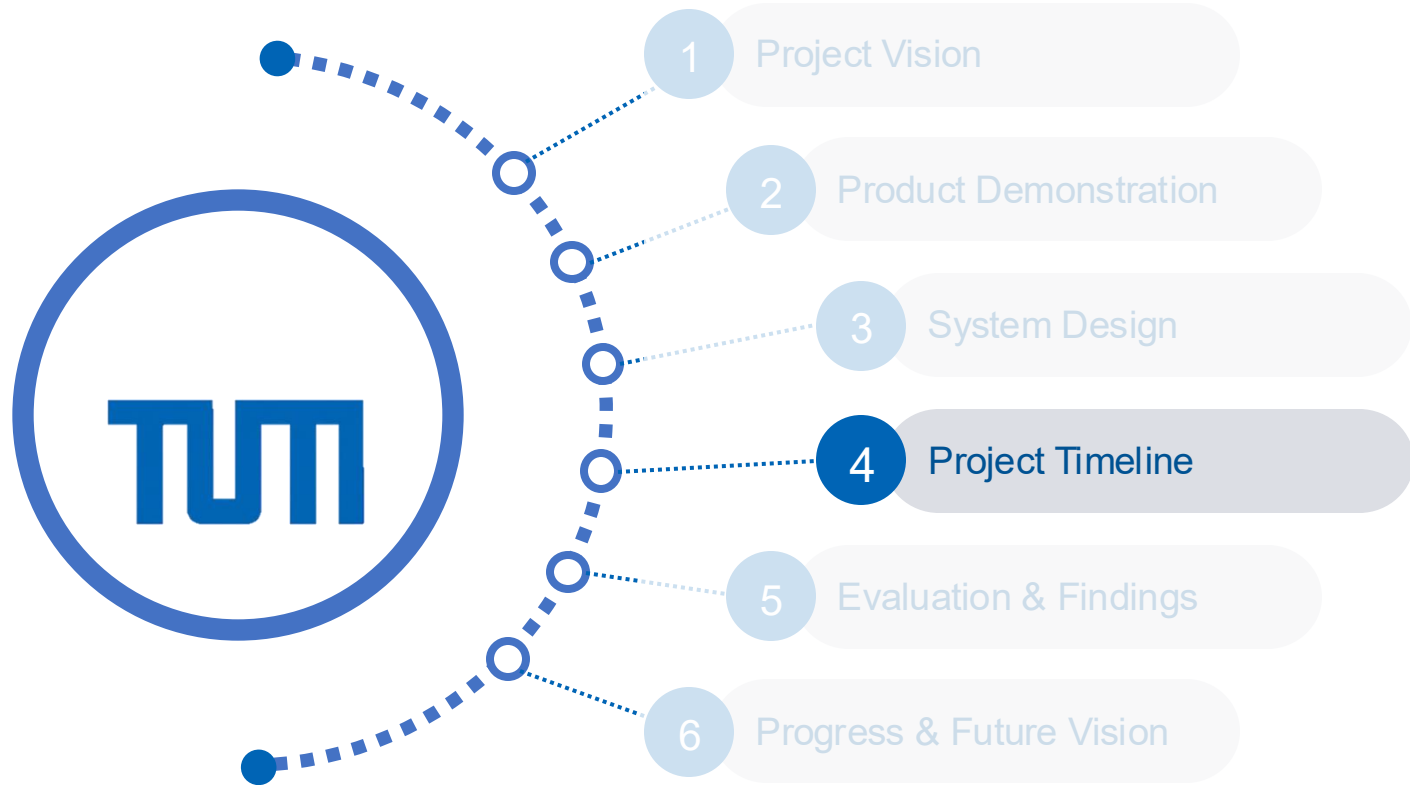 1 Project Vision
2 Product Demonstration
3 System Design
TUM
4 Project Timeline
5 Evaluation & Findings
6 Progress & Future Vision